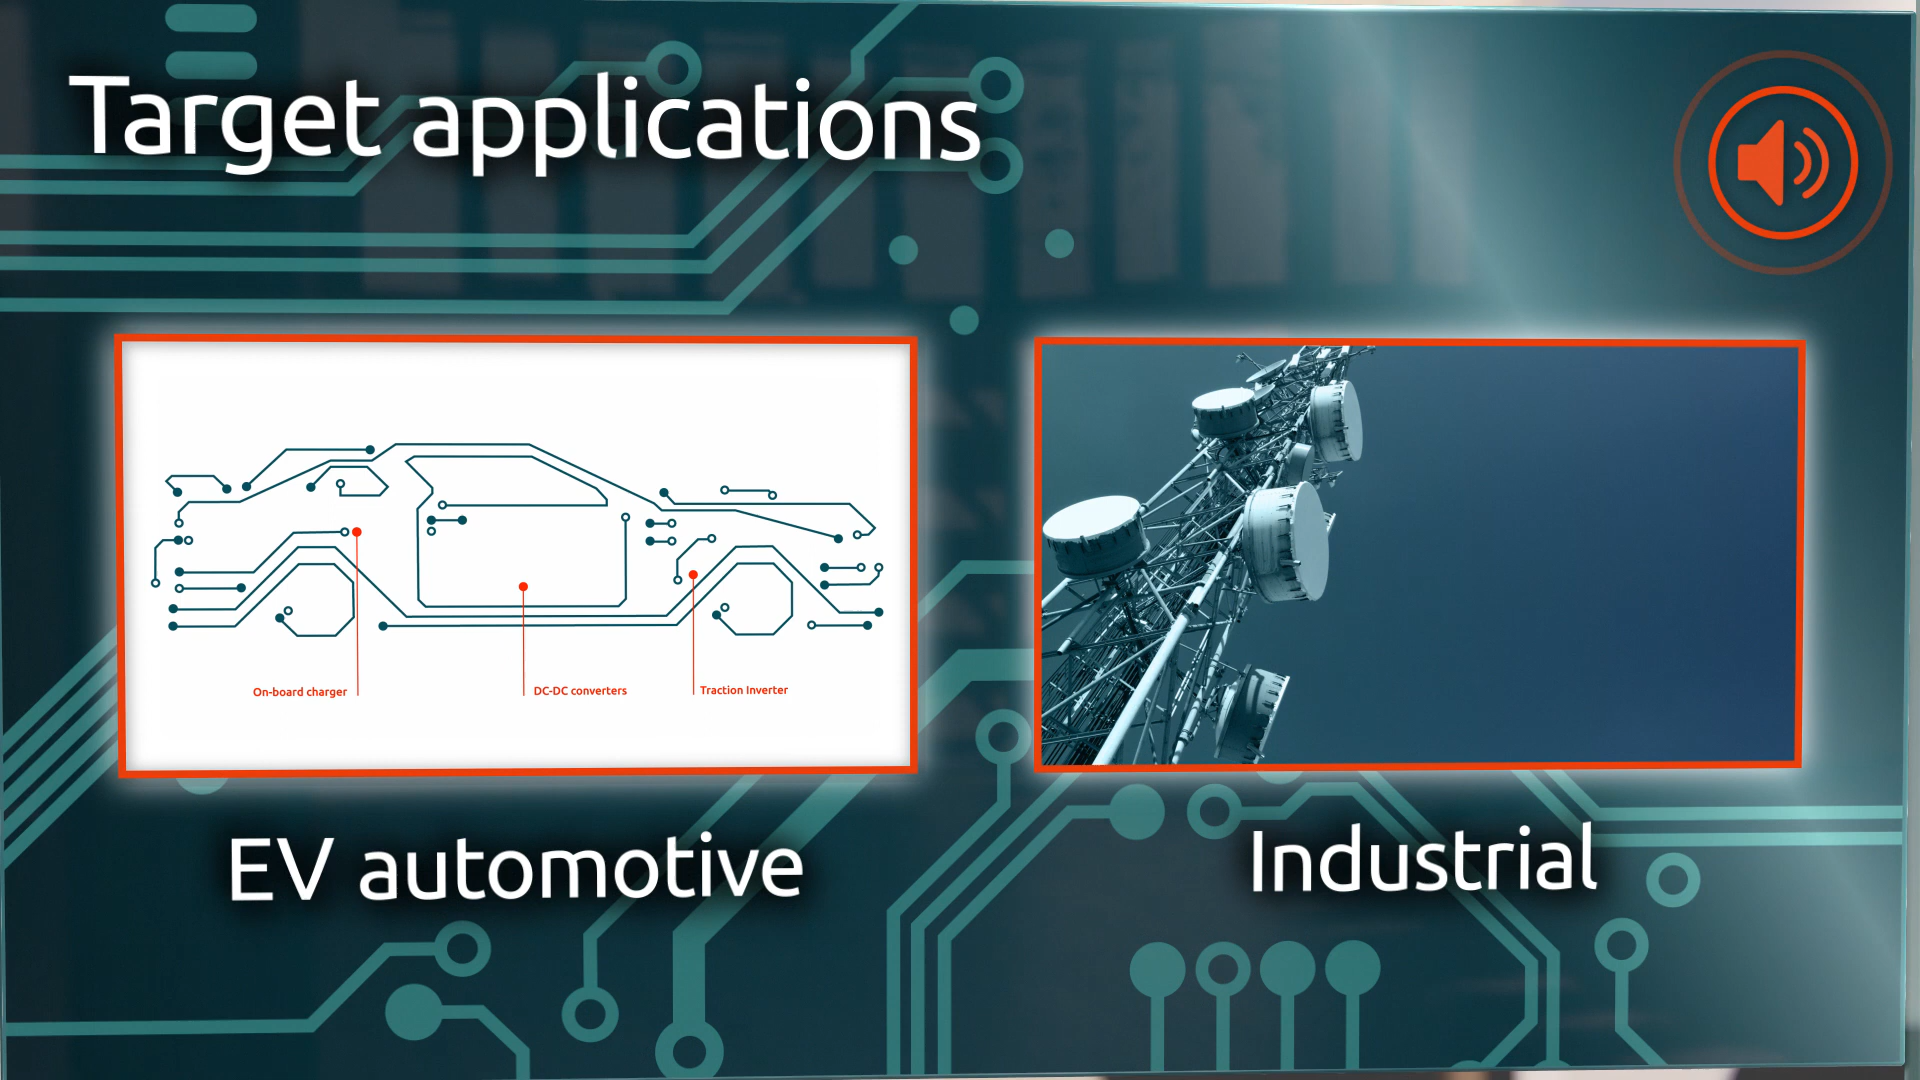 Target applications
On-board charger
DC-DC converters
Traction Inverter
EV automotive
Industrial